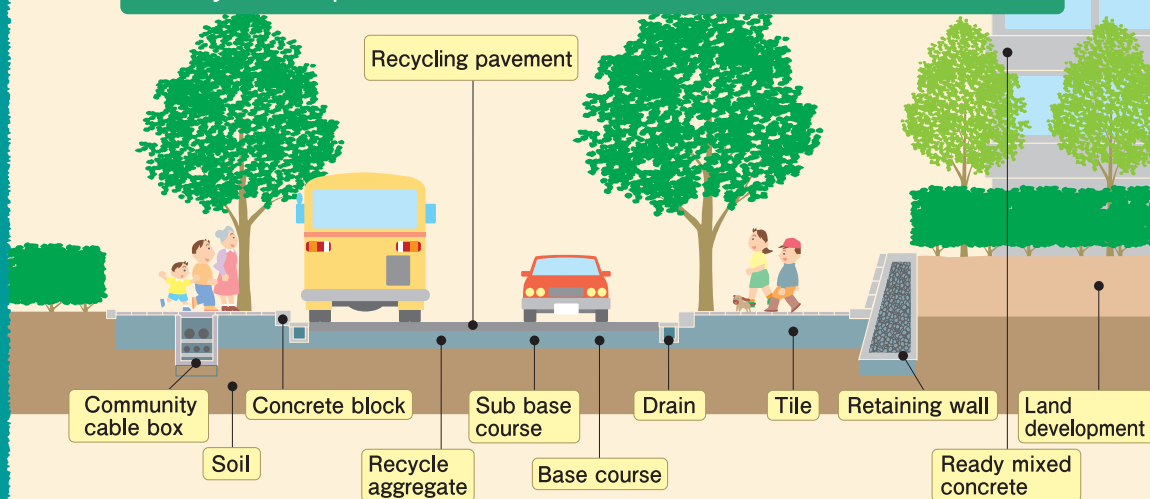 Recycling pavement
Community
cable box
Concrete block
Sub base
course
Drain
Tile
Retaining wall
Land
development
Soil
Recycle
aggregate
Base course
Ready mixed
concrete